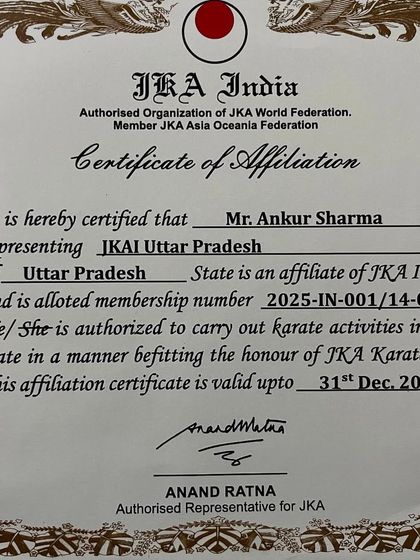 JKA India
Authorised Organization of JKA World Federation.
Member JKA Asia Oceania Federation
Certificate of Affiliation
is hereby certified that Mr. Ankur Sharma
presenting JKAI Uttar Pradesh
Uttar Pradesh State is an affiliate of JKA I
d is alloted membership number 2025-IN-001/14-0
e/ She is authorized to carry out karate activities in
ate in a manner befitting the honour of JKA Karat
his affiliation certificate is valid upto 31st Dec. 20
Anand Ratna
ANAND RATNA
Authorised Representative for JKA